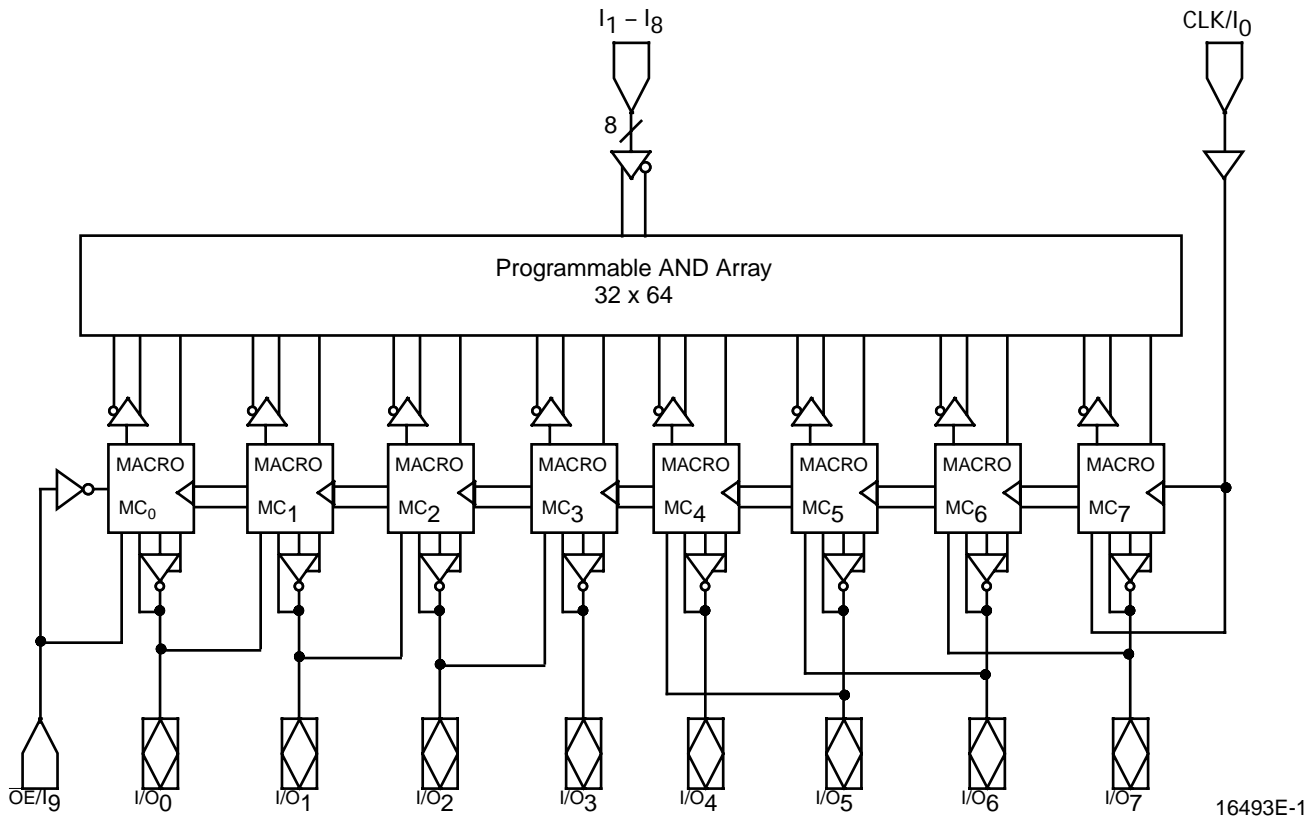 I1 – I8
CLK/I0
8
Programmable AND Array
32 x 64
MACRO MACRO MACRO MACRO MACRO MACRO MACRO MACRO
MC0 MC1 MC2 MC3 MC4 MC5 MC6 MC7
O̅E̅/I9 I/O0 I/O1 I/O2 I/O3 I/O4 I/O5 I/O6 I/O7
16493E-1